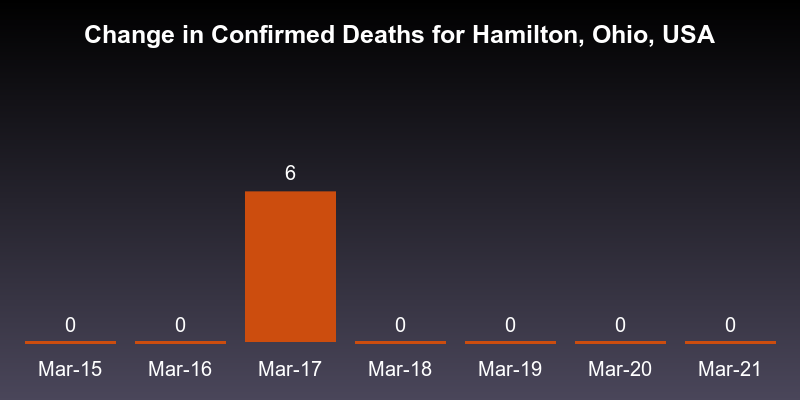 Change in Confirmed Deaths for Hamilton, Ohio, USA
6
0 0 0 0 0 0
Mar-15 Mar-16 Mar-17 Mar-18 Mar-19 Mar-20 Mar-21